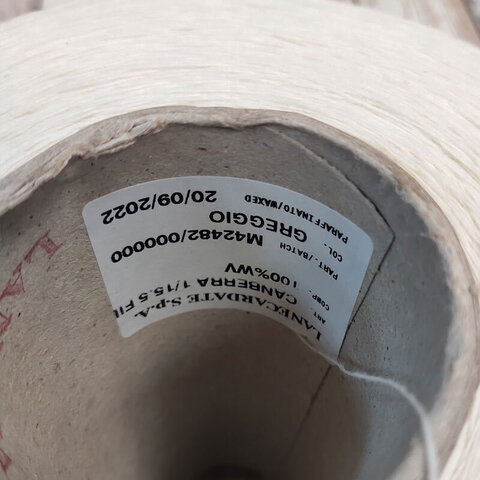 LANECARDATE S.p.A.
ART. CANBERRA 1/15.5 FIL
COMP. 100%WV
PART./BATCH M42482/000000
COL. GREGGIO
PARAFFINATO/WAXED 20/09/2022
LANA